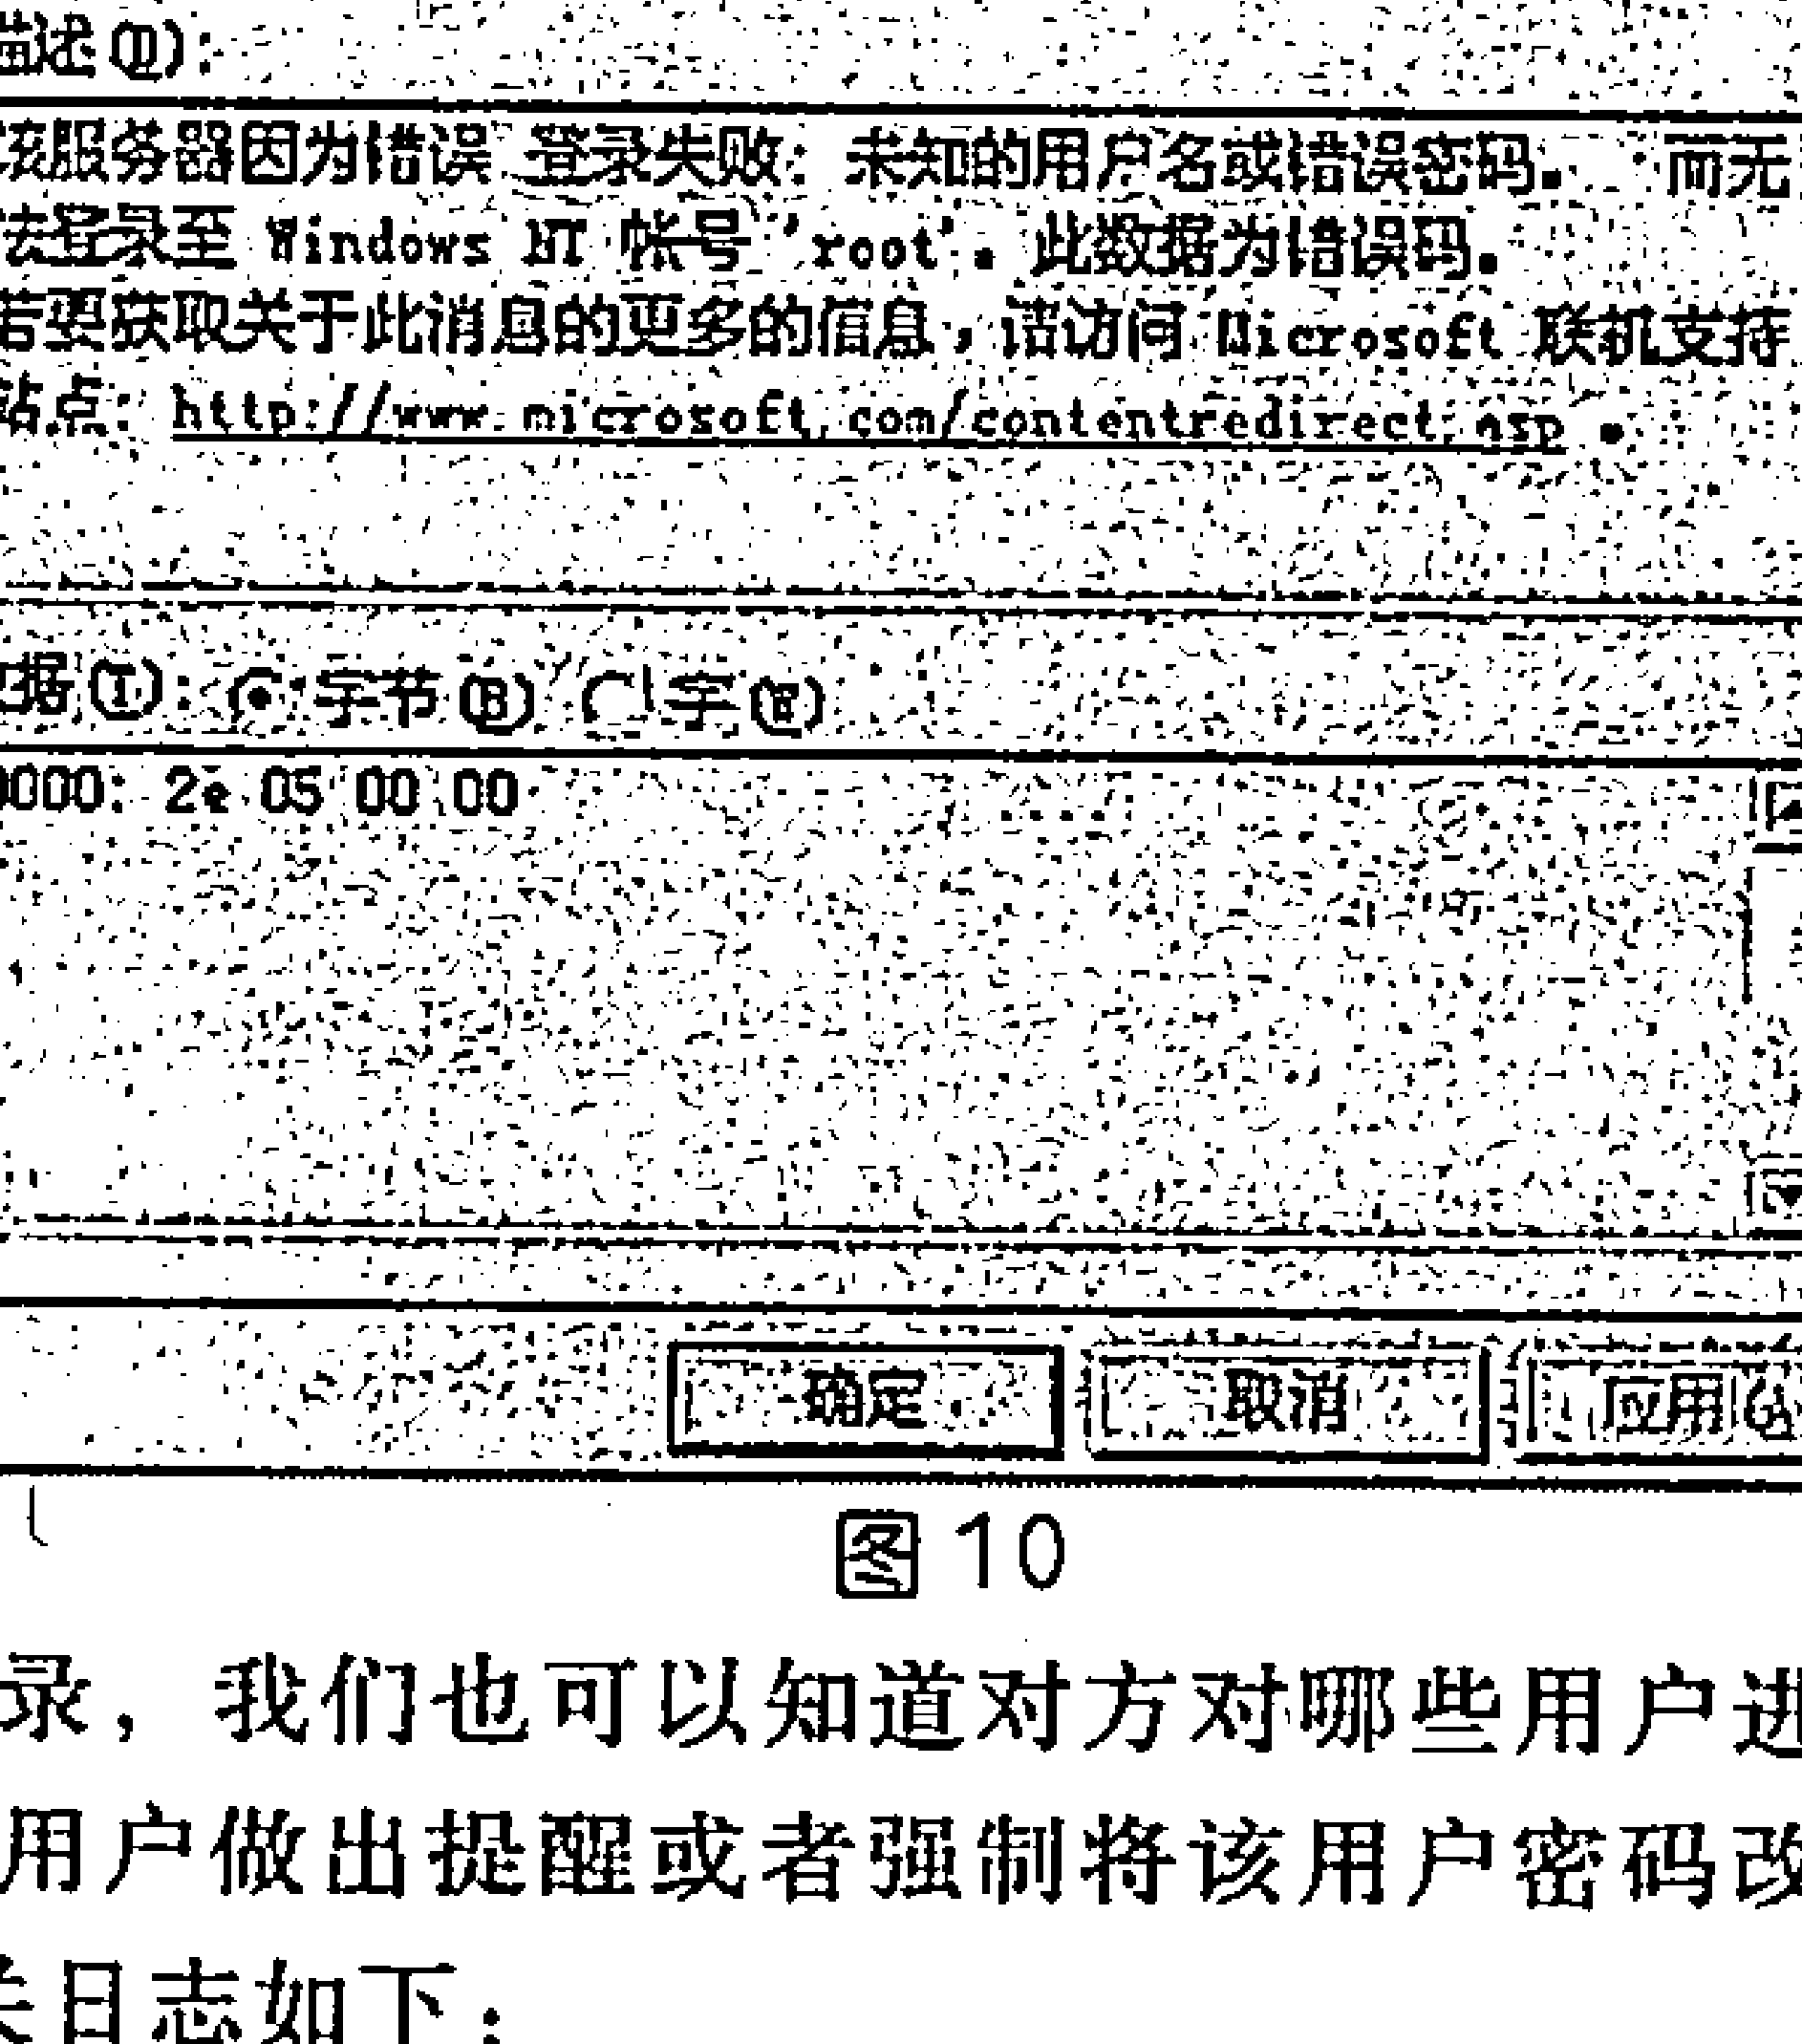 描述(D):
该服务器因为错误 登录失败: 未知的用户名或错误密码。 而无
法登录至 Windows NT 帐号 'root'。此数据为错误码。
若要获取关于此消息的更多的信息，请访问 Microsoft 联机支持
站点: http://www.microsoft.com/contentredirect.asp 。
数据(T): 字节(B) 字(W)
0000: 2e 05 00 00
确定 取消 应用(A
图10
录，我们也可以知道对方对哪些用户进
用户做出提醒或者强制将该用户密码改
关日志如下：